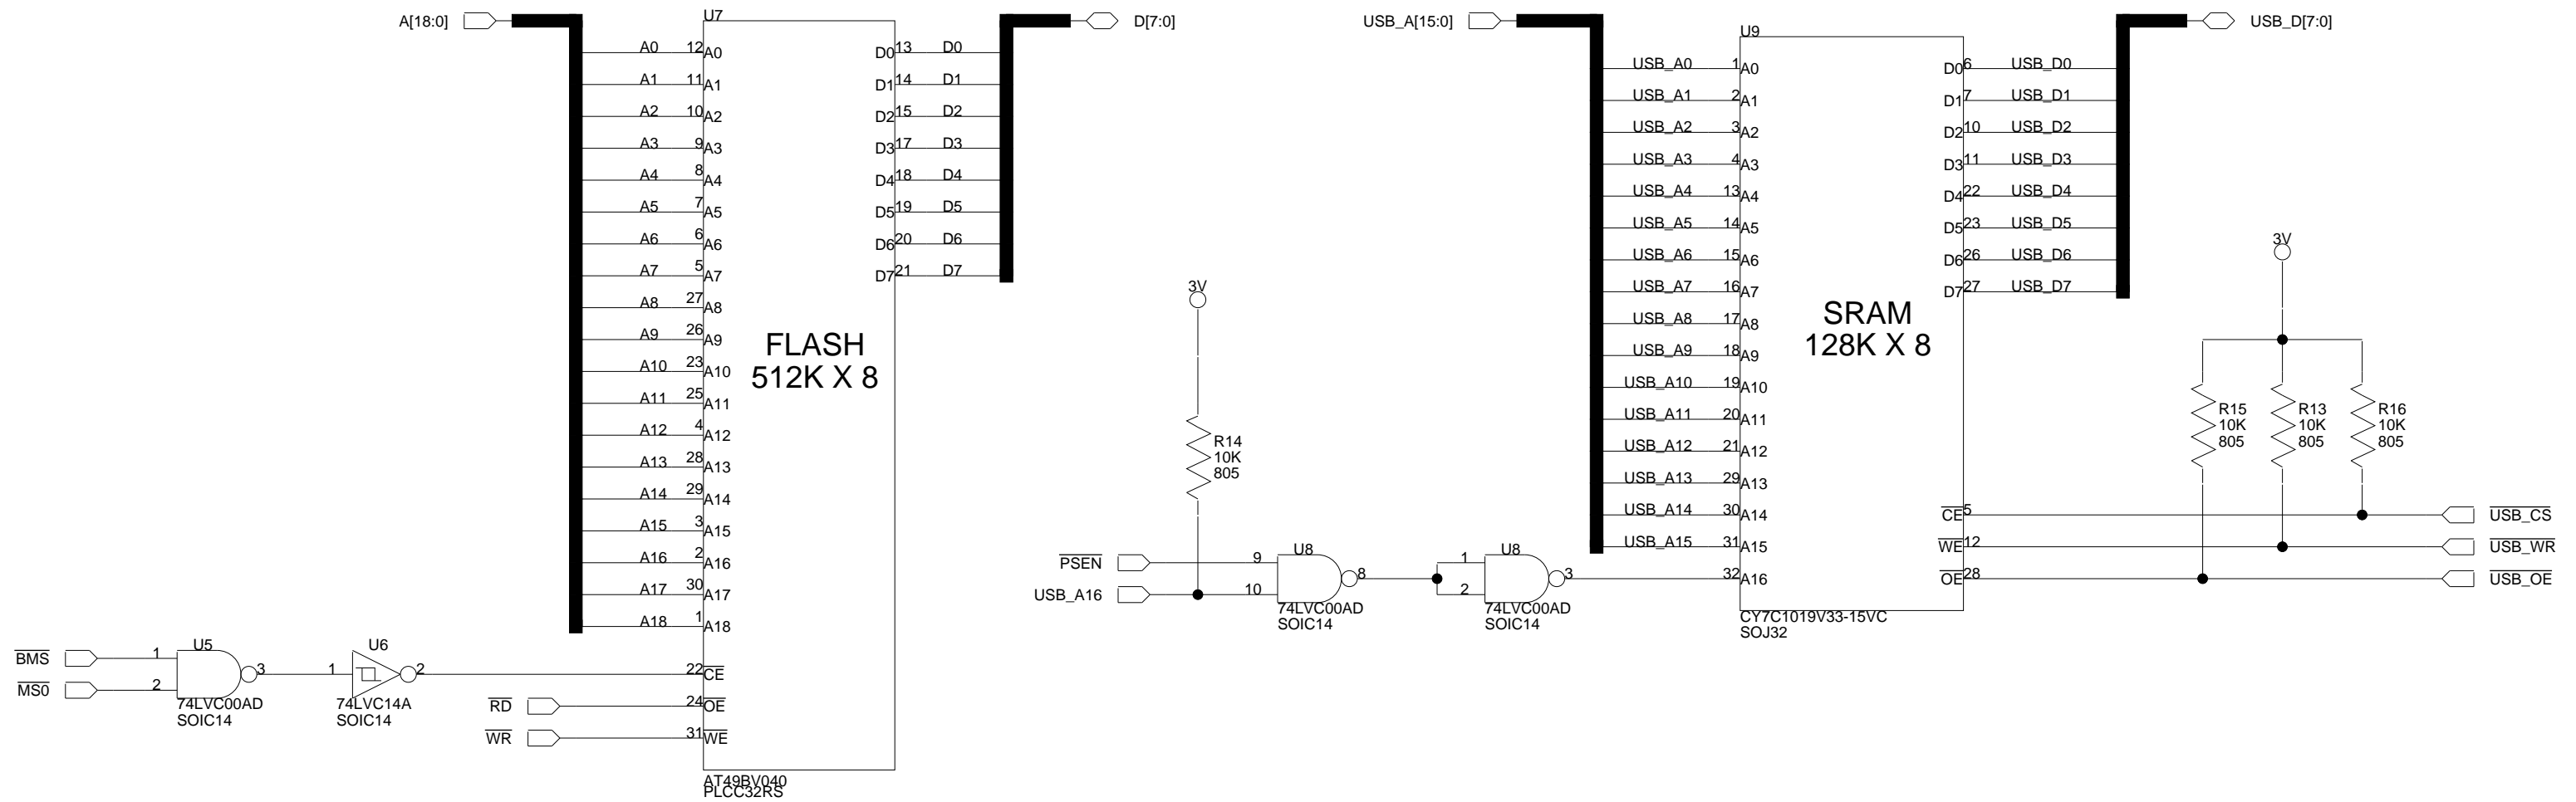 A[18:0]
U7
D[7:0]
A0 12 A0 D0 13 D0
A1 11 A1 D1 14 D1
A2 10 A2 D2 15 D2
A3 9 A3 D3 17 D3
A4 8 A4 D4 18 D4
A5 7 A5 D5 19 D5
A6 6 A6 D6 20 D6
A7 5 A7 D7 21 D7
A8 27 A8
A9 26 A9
A10 23 A10
A11 25 A11
A12 4 A12
A13 28 A13
A14 29 A14
A15 3 A15
A16 2 A16
A17 30 A17
A18 1 A18
FLASH
512K X 8
22 CE
24 OE
31 WE
AT49BV040
PLCC32RS
BMS 1
MS0 2
U5
3
74LVC00AD
SOIC14
U6
1 2
74LVC14A
SOIC14
RD
WR
3V
R14
10K
805
PSEN 9
USB_A16 10
U8
8
74LVC00AD
SOIC14
1
2
U8
3
74LVC00AD
SOIC14
USB_A[15:0]
U9
USB_D[7:0]
USB_A0 1 A0 D0 6 USB_D0
USB_A1 2 A1 D1 7 USB_D1
USB_A2 3 A2 D2 10 USB_D2
USB_A3 4 A3 D3 11 USB_D3
USB_A4 13 A4 D4 22 USB_D4
USB_A5 14 A5 D5 23 USB_D5
USB_A6 15 A6 D6 26 USB_D6
USB_A7 16 A7 D7 27 USB_D7
USB_A8 17 A8
USB_A9 18 A9
USB_A10 19 A10
USB_A11 20 A11
USB_A12 21 A12
USB_A13 29 A13
USB_A14 30 A14
USB_A15 31 A15
32 A16
SRAM
128K X 8
CE 5 USB_CS
WE 12 USB_WR
OE 28 USB_OE
CY7C1019V33-15VC
SOJ32
3V
R15
10K
805
R13
10K
805
R16
10K
805